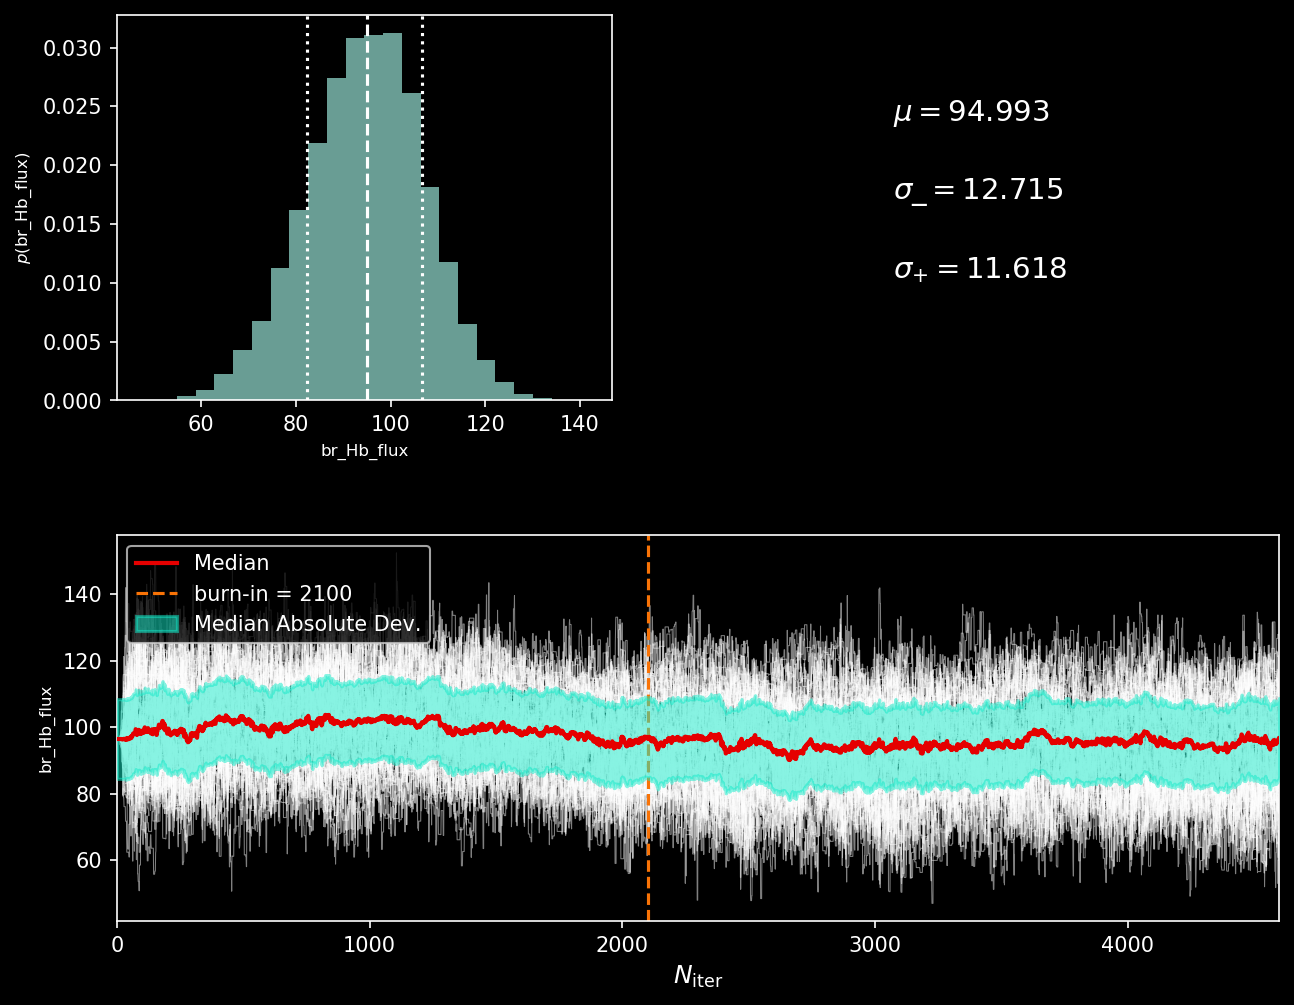 0.030
0.025
0.020
0.015
0.010
0.005
0.000
p(br_Hb_flux)
60 80 100 120 140
br_Hb_flux
μ = 94.993
σ_ = 12.715
σ+ = 11.618
Median
burn-in = 2100
Median Absolute Dev.
140
120
100
80
60
br_Hb_flux
0 1000 2000 3000 4000
Niter